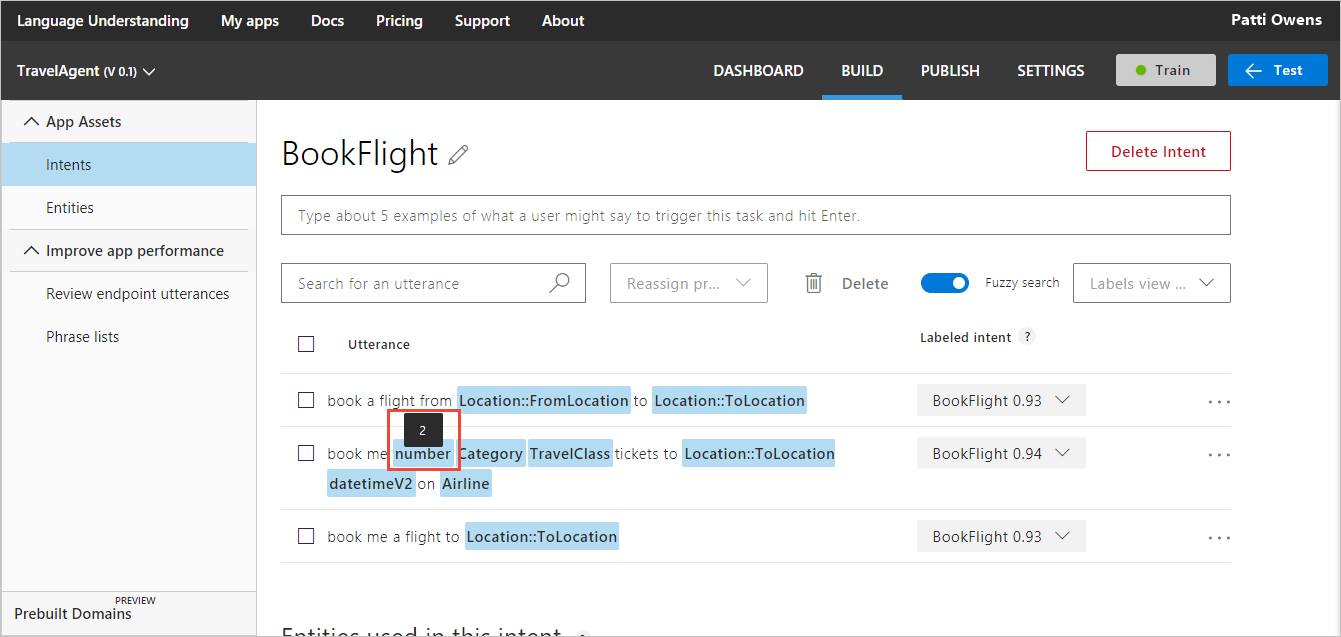 Language Understanding My apps Docs Pricing Support About Patti Owens
TravelAgent (V 0.1) DASHBOARD BUILD PUBLISH SETTINGS Train Test
App Assets
Intents
Entities
Improve app performance
Review endpoint utterances
Phrase lists
PREVIEW
Prebuilt Domains
BookFlight Delete Intent
Type about 5 examples of what a user might say to trigger this task and hit Enter.
Search for an utterance Reassign pr... Delete Fuzzy search Labels view ...
Utterance Labeled intent ?
book a flight from Location::FromLocation to Location::ToLocation BookFlight 0.93 ...
2
book me number Category TravelClass tickets to Location::ToLocation BookFlight 0.94 ...
datetimeV2 on Airline
book me a flight to Location::ToLocation BookFlight 0.93 ...
Entities used in this intent